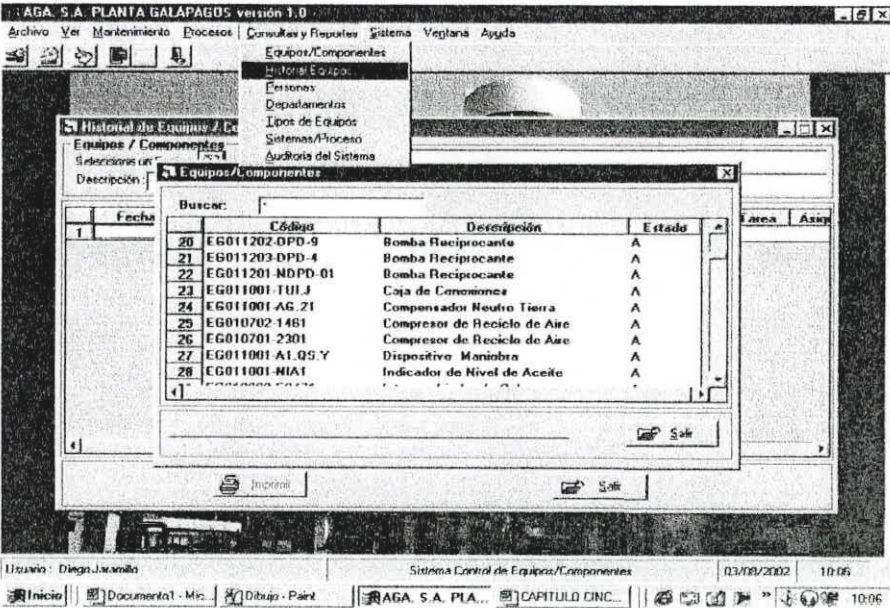 AGA. S.A. PLANTA GALAPAGOS versión 1.0
Archivo Ver Mantenimiento Procesos Consultas y Reportes Sistema Ventana Ayuda
Equipos/Componentes
Historial Equipos
Personas
Departamentos
Tipos de Equipos
Sistemas/Proceso
Auditoria del Sistema
Historial de Equipos / Co
Equipos / Componentes
Seleccione un
Descripción :
Fecha
Tarea
Asign
1
Equipos/Componentes
Buscar:
Código Descripción Estado
20 EG011202-DPD-9 Bomba Reciprocante A
21 EG011203-DPD-4 Bomba Reciprocante A
22 EG011201-NDPD-01 Bomba Reciprocante A
23 EG011001-TUI.J Caja de Conexiones A
24 EG011001-AG.21 Compensador Neutro Tierra A
25 EG010702-1461 Compresor de Reciclo de Aire A
26 EG010701-2301 Compresor de Reciclo de Aire A
27 EG011001-A1.QS.Y Dispositivo Maniobra A
28 EG011001-NIA1 Indicador de Nivel de Aceite A
Salir
Imprimir Salir
Usuario : Diego Jaramillo Sistema Control de Equipos/Componentes 03/09/2002 10:06
Inicio Documento1 - Mic... Dibujo - Paint AGA. S.A. PLA... CAPITULO CINC... 10:06